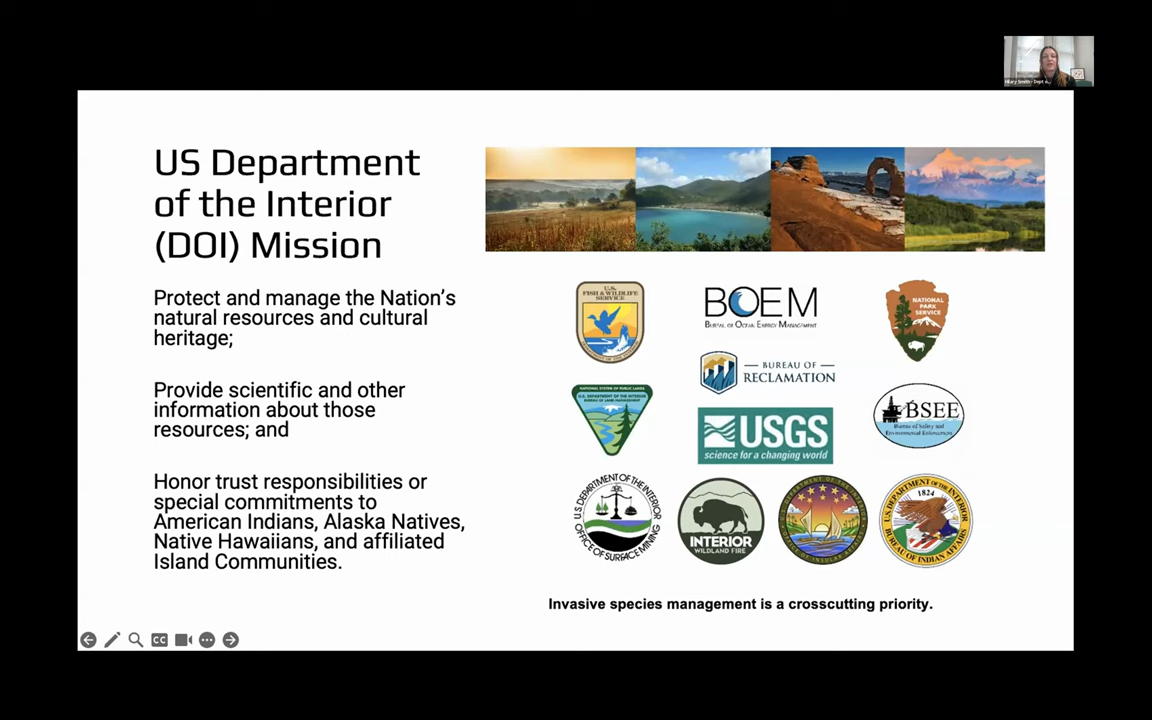 US Department
of the Interior
(DOI) Mission
Protect and manage the Nation's
natural resources and cultural
heritage;
Provide scientific and other
information about those
resources; and
Honor trust responsibilities or
special commitments to
American Indians, Alaska Natives,
Native Hawaiians, and affiliated
Island Communities.
U.S.
FISH & WILDLIFE
SERVICE
BOEM
BUREAU OF OCEAN ENERGY MANAGEMENT
NATIONAL
PARK
SERVICE
BUREAU OF
RECLAMATION
NATIONAL SYSTEM OF PUBLIC LANDS
U.S. DEPARTMENT OF THE INTERIOR
BUREAU OF LAND MANAGEMENT
USGS
science for a changing world
BSEE
Bureau of Safety and
Environmental Enforcement
U.S. DEPARTMENT OF THE INTERIOR
OFFICE OF SURFACE MINING
INTERIOR
WILDLAND FIRE
U.S. DEPARTMENT OF THE INTERIOR
1824
BUREAU OF INDIAN AFFAIRS
Invasive species management is a crosscutting priority.
CC
Hilary Smith - Dept o